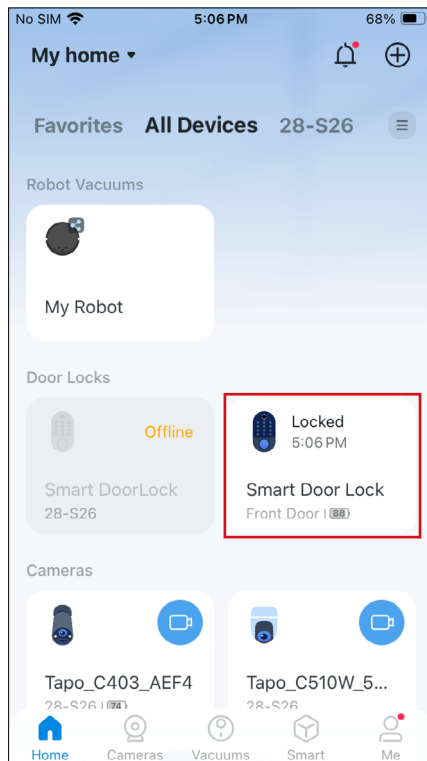 No SIM 5:06 PM 68%
My home
Favorites All Devices 28-S26
Robot Vacuums
My Robot
Door Locks
Offline
Smart DoorLock
28-S26
Locked
5:06 PM
Smart Door Lock
Front Door | 88
Cameras
Tapo_C403_AEF4
28-S26 | 74
Tapo_C510W_5...
28-S26
Home Cameras Vacuums Smart Me